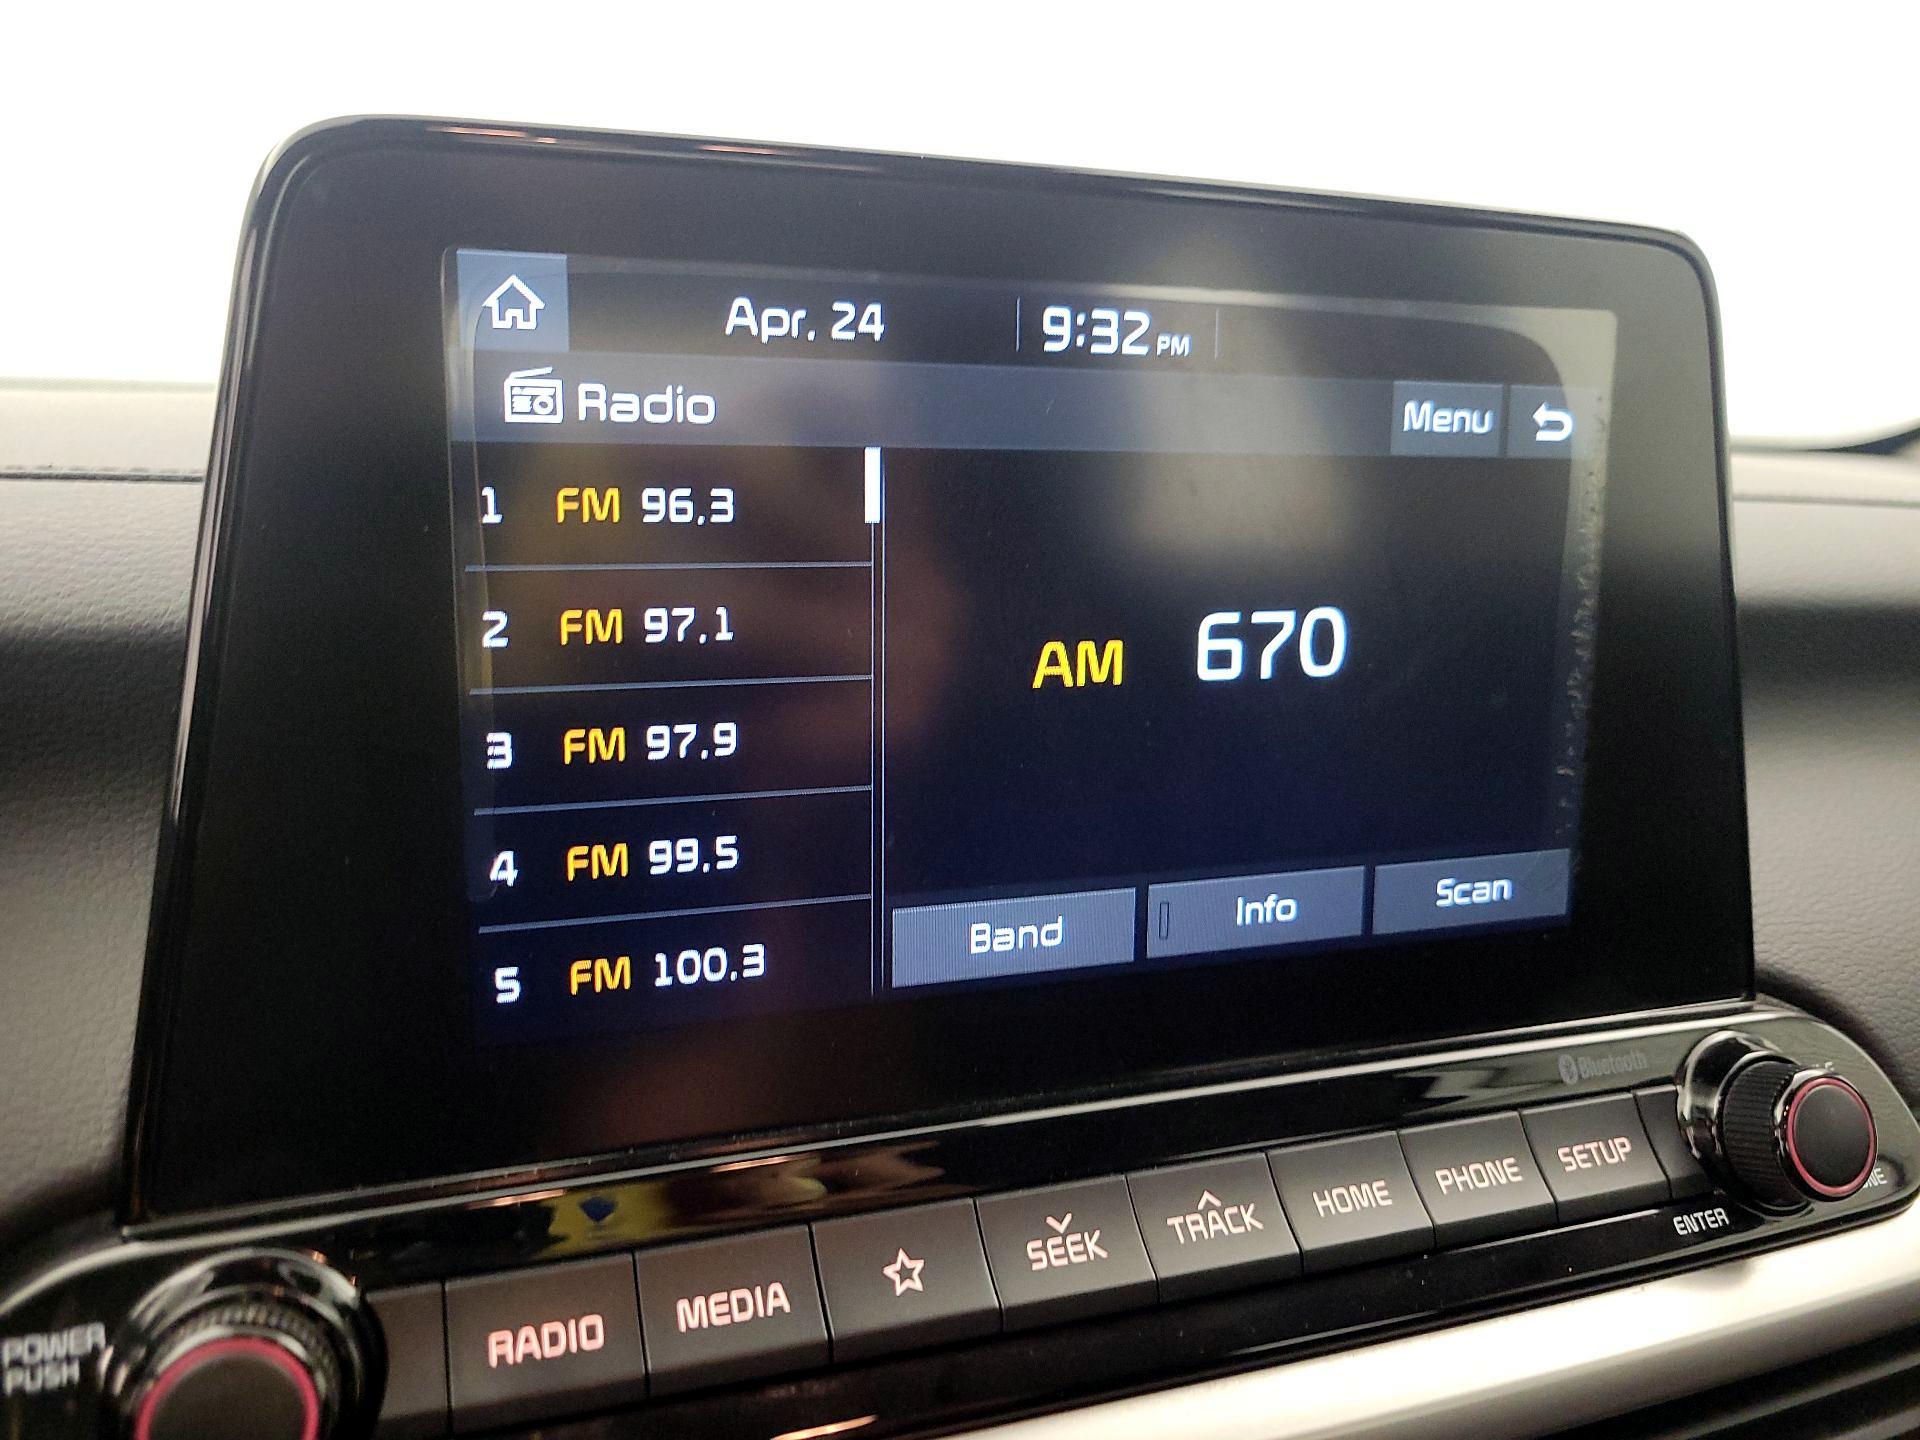 Apr. 24 9:32 PM
Radio Menu
1 FM 96.3
2 FM 97.1
3 FM 97.9
4 FM 99.5
5 FM 100.3
AM 670
Band Info Scan
Bluetooth
RADIO MEDIA SEEK TRACK HOME PHONE SETUP
ENTER
POWER
PUSH